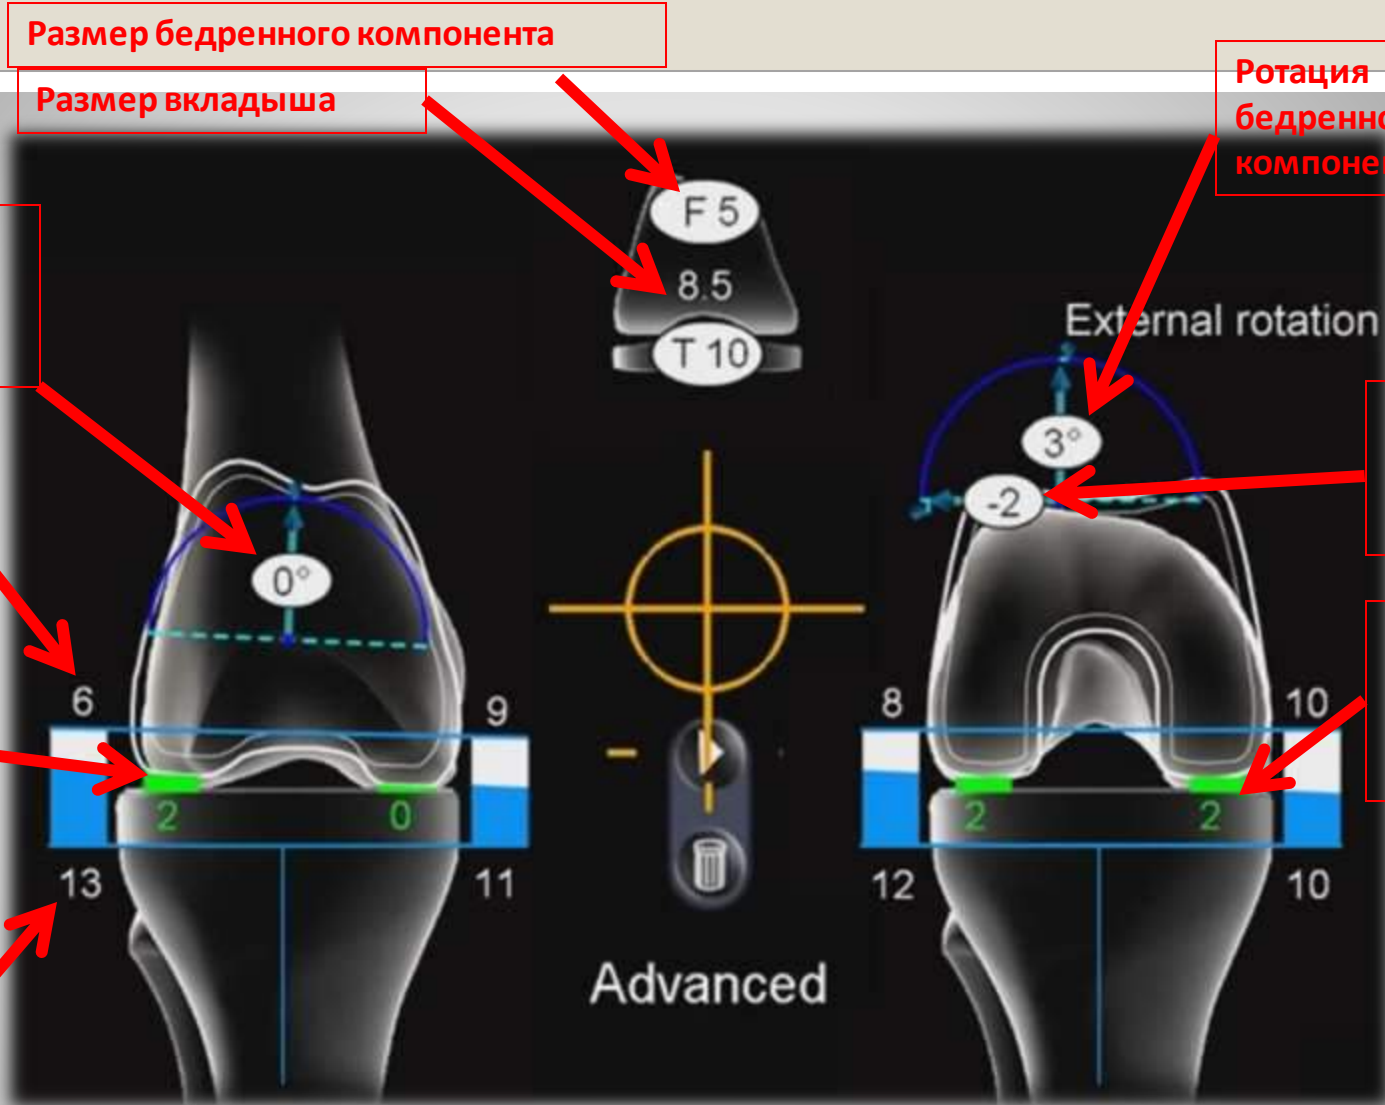 Размер бедренного компонента
Размер вкладыша
Ротация
F 5
8.5
T 10
External rotation
3°
-2
0°
6
9
8
10
2
0
2
2
13
11
12
10
Advanced